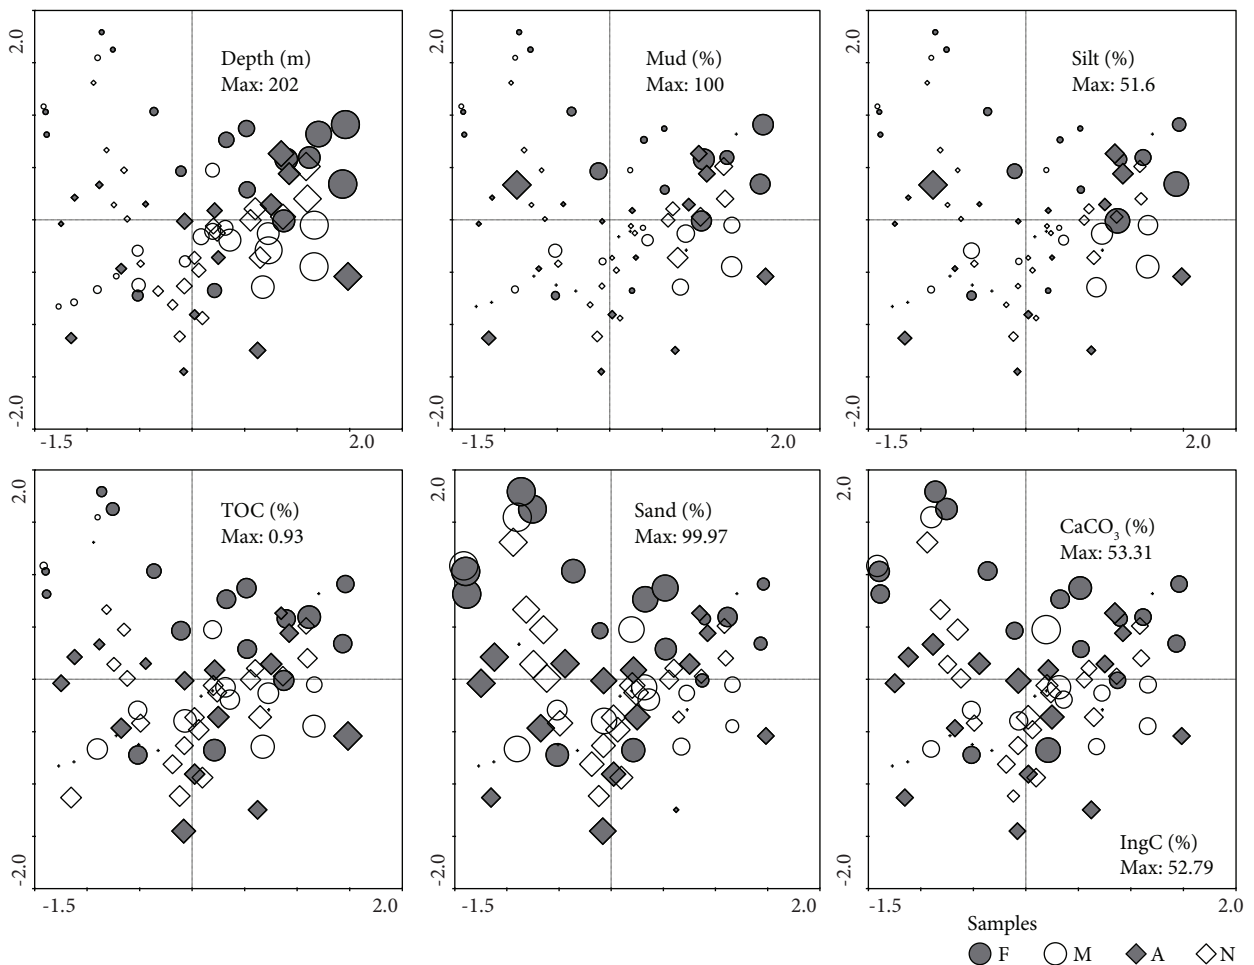 2.0
Depth (m)
Max: 202
-2.0
-1.5
2.0
2.0
Mud (%)
Max: 100
-2.0
-1.5
2.0
2.0
Silt (%)
Max: 51.6
-2.0
-1.5
2.0
2.0
TOC (%)
Max: 0.93
-2.0
-1.5
2.0
2.0
Sand (%)
Max: 99.97
-2.0
-1.5
2.0
2.0
CaCO3 (%)
Max: 53.31
IngC (%)
Max: 52.79
-2.0
-1.5
2.0
Samples
F M A N